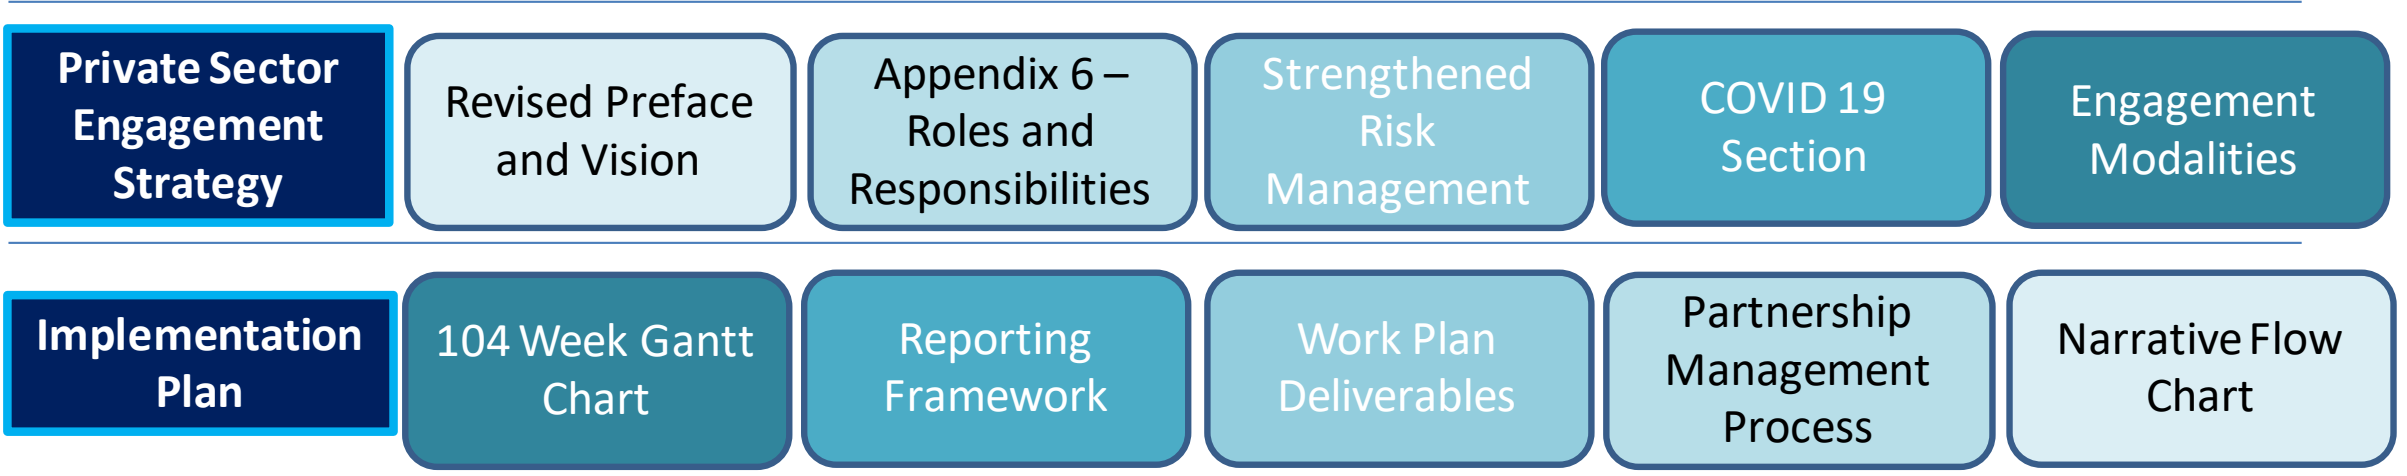 Private Sector
Engagement
Strategy
Revised Preface
and Vision
Appendix 6 –
Roles and
Responsibilities
Strengthened
Risk
Management
COVID 19
Section
Engagement
Modalities
Implementation
Plan
104 Week Gantt
Chart
Reporting
Framework
Work Plan
Deliverables
Partnership
Management
Process
Narrative Flow
Chart